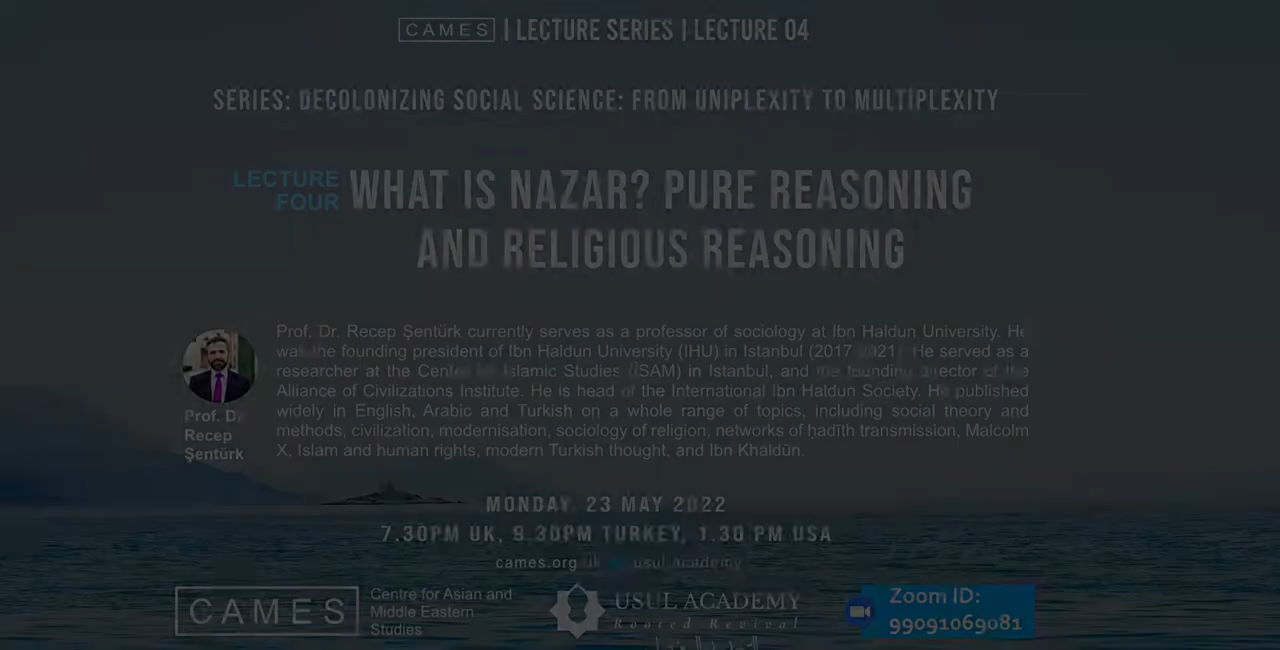 CAMES | LECTURE SERIES | LECTURE 04
SERIES: DECOLONIZING SOCIAL SCIENCE: FROM UNIPLEXITY TO MULTIPLEXITY
LECTURE FOUR
WHAT IS NAZAR? PURE REASONING
AND RELIGIOUS REASONING
Prof. Dr. Recep Şentürk currently serves as a professor of sociology at Ibn Haldun University. He
was the founding president of Ibn Haldun University (IHU) in Istanbul (2017 2021). He served as a
researcher at the Center for Islamic Studies (ISAM) in Istanbul, and the founding director of the
Alliance of Civilizations Institute. He is head of the International Ibn Haldun Society. He published
widely in English, Arabic and Turkish on a whole range of topics, including social theory and
methods, civilization, modernisation, sociology of religion, networks of ḥadīth transmission, Malcolm
X, Islam and human rights, modern Turkish thought, and Ibn Khaldūn.
Prof. Dr.
Recep
Şentürk
MONDAY, 23 MAY 2022
7.30PM UK, 9.30PM TURKEY, 1.30 PM USA
cames.org.uk usul.academy
CAMES
Centre for Asian and
Middle Eastern
Studies
USUL ACADEMY
Rooted Revival
Zoom ID:
99091069081